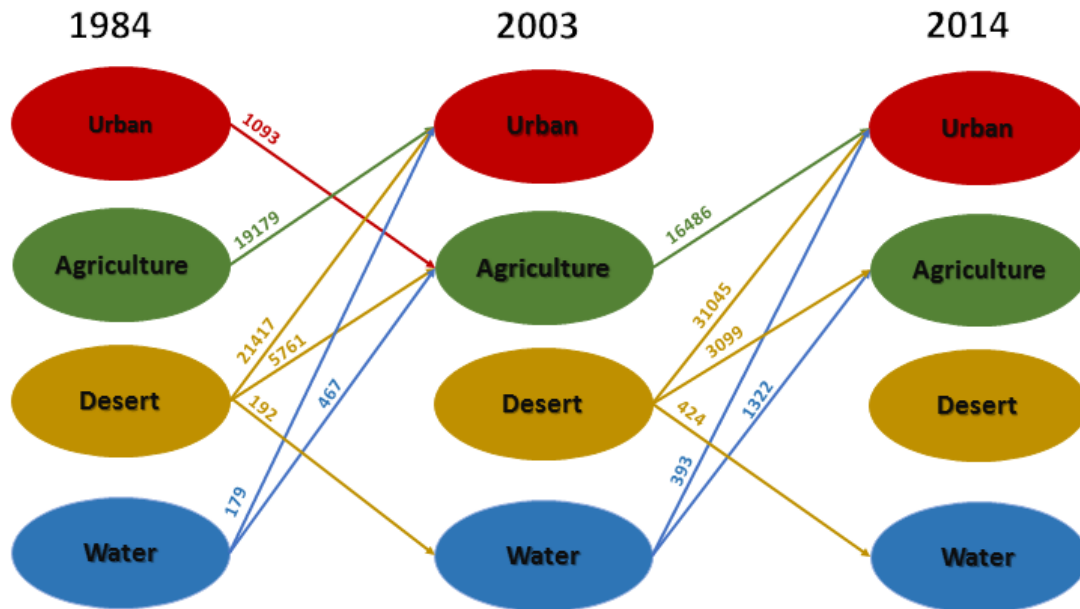 1984 2003 2014
Urban 1093 Urban Urban
19179 16486
Agriculture Agriculture Agriculture
21417 5761 467 31045 3099 1322
Desert 192 Desert 424 Desert
179 393
Water Water Water